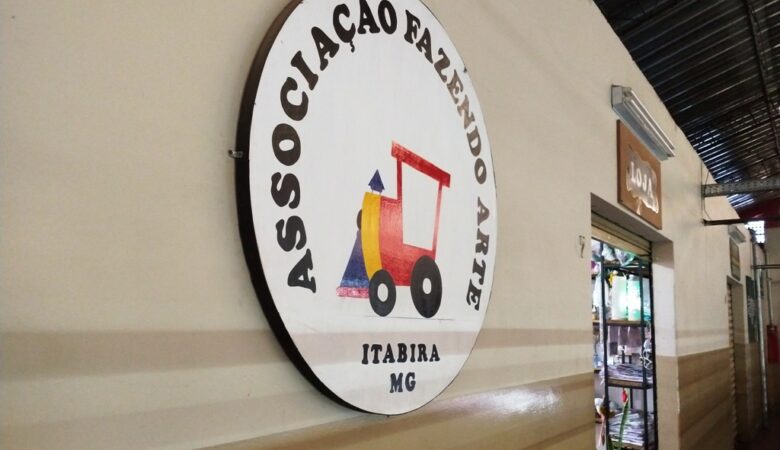 ASSOCIAÇÃO FAZENDO ARTE
ITABIRA
MG
LOJA